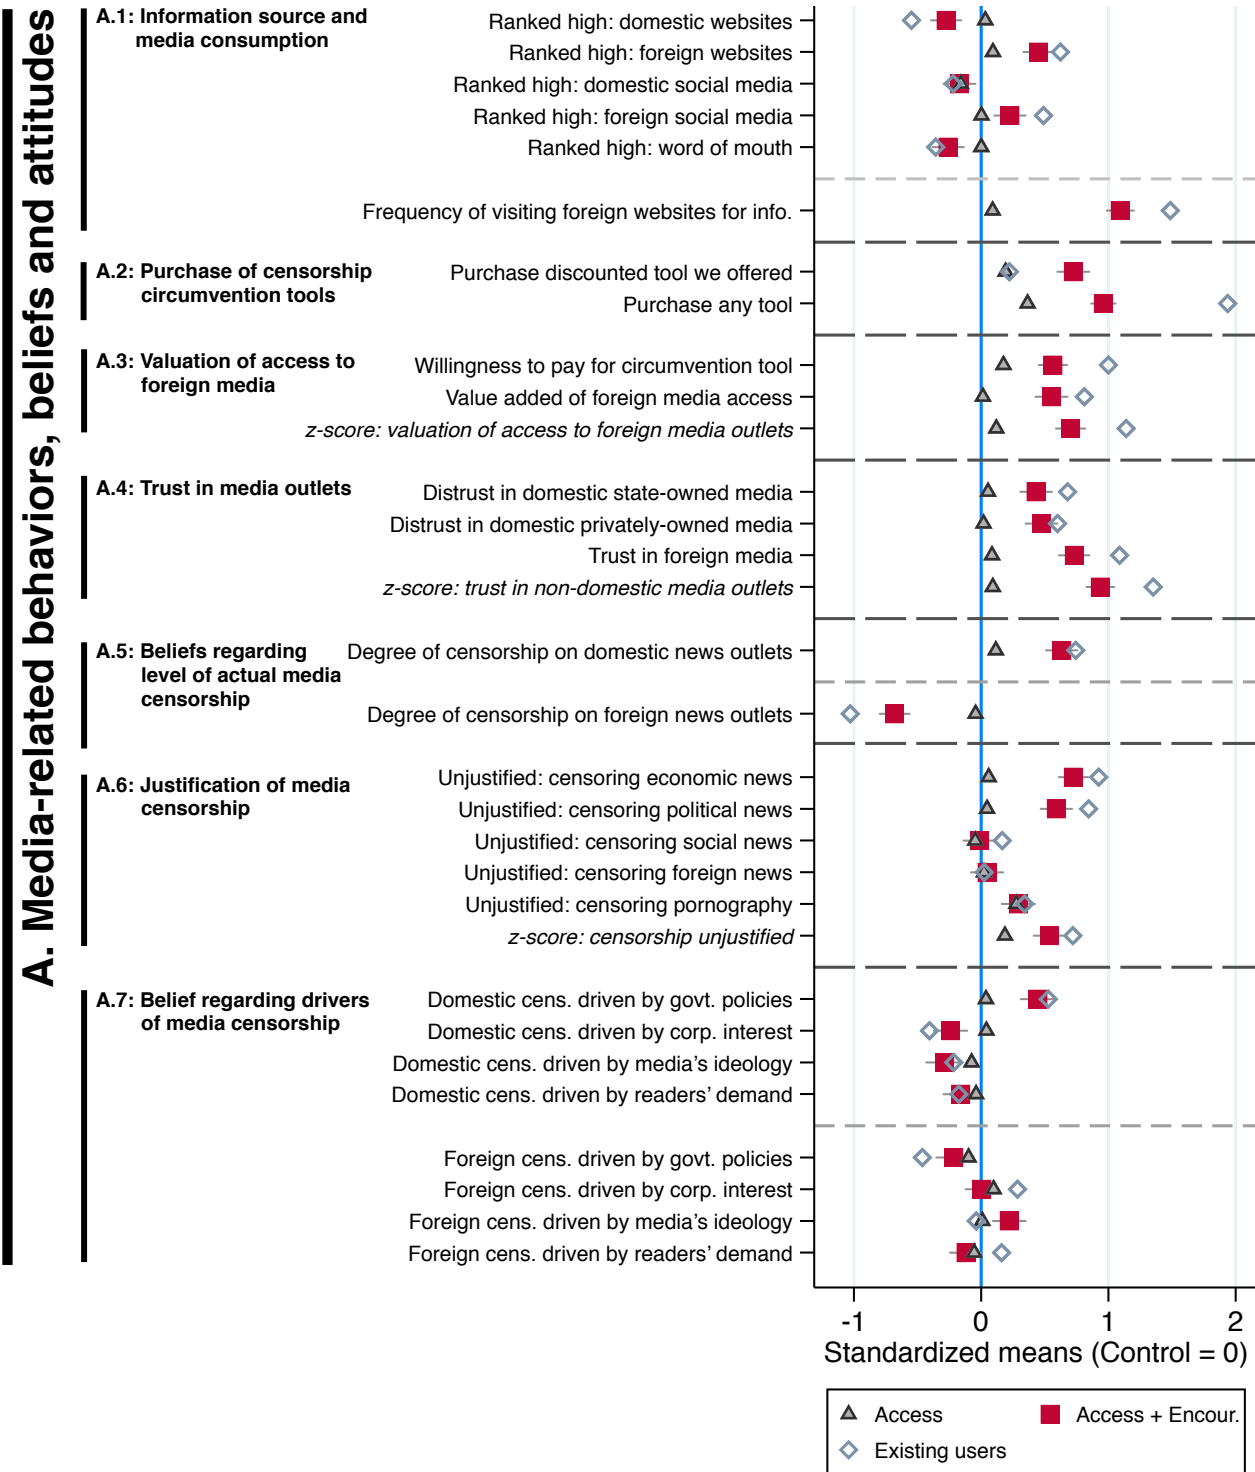 A. Media-related behaviors, beliefs and attitudes
A.1: Information source and
media consumption
Ranked high: domestic websites
Ranked high: foreign websites
Ranked high: domestic social media
Ranked high: foreign social media
Ranked high: word of mouth
Frequency of visiting foreign websites for info.
A.2: Purchase of censorship
circumvention tools
Purchase discounted tool we offered
Purchase any tool
A.3: Valuation of access to
foreign media
Willingness to pay for circumvention tool
Value added of foreign media access
z-score: valuation of access to foreign media outlets
A.4: Trust in media outlets
Distrust in domestic state-owned media
Distrust in domestic privately-owned media
Trust in foreign media
z-score: trust in non-domestic media outlets
A.5: Beliefs regarding
level of actual media
censorship
Degree of censorship on domestic news outlets
Degree of censorship on foreign news outlets
A.6: Justification of media
censorship
Unjustified: censoring economic news
Unjustified: censoring political news
Unjustified: censoring social news
Unjustified: censoring foreign news
Unjustified: censoring pornography
z-score: censorship unjustified
A.7: Belief regarding drivers
of media censorship
Domestic cens. driven by govt. policies
Domestic cens. driven by corp. interest
Domestic cens. driven by media's ideology
Domestic cens. driven by readers' demand
Foreign cens. driven by govt. policies
Foreign cens. driven by corp. interest
Foreign cens. driven by media's ideology
Foreign cens. driven by readers' demand
-1 0 1 2
Standardized means (Control = 0)
Access Access + Encour.
Existing users